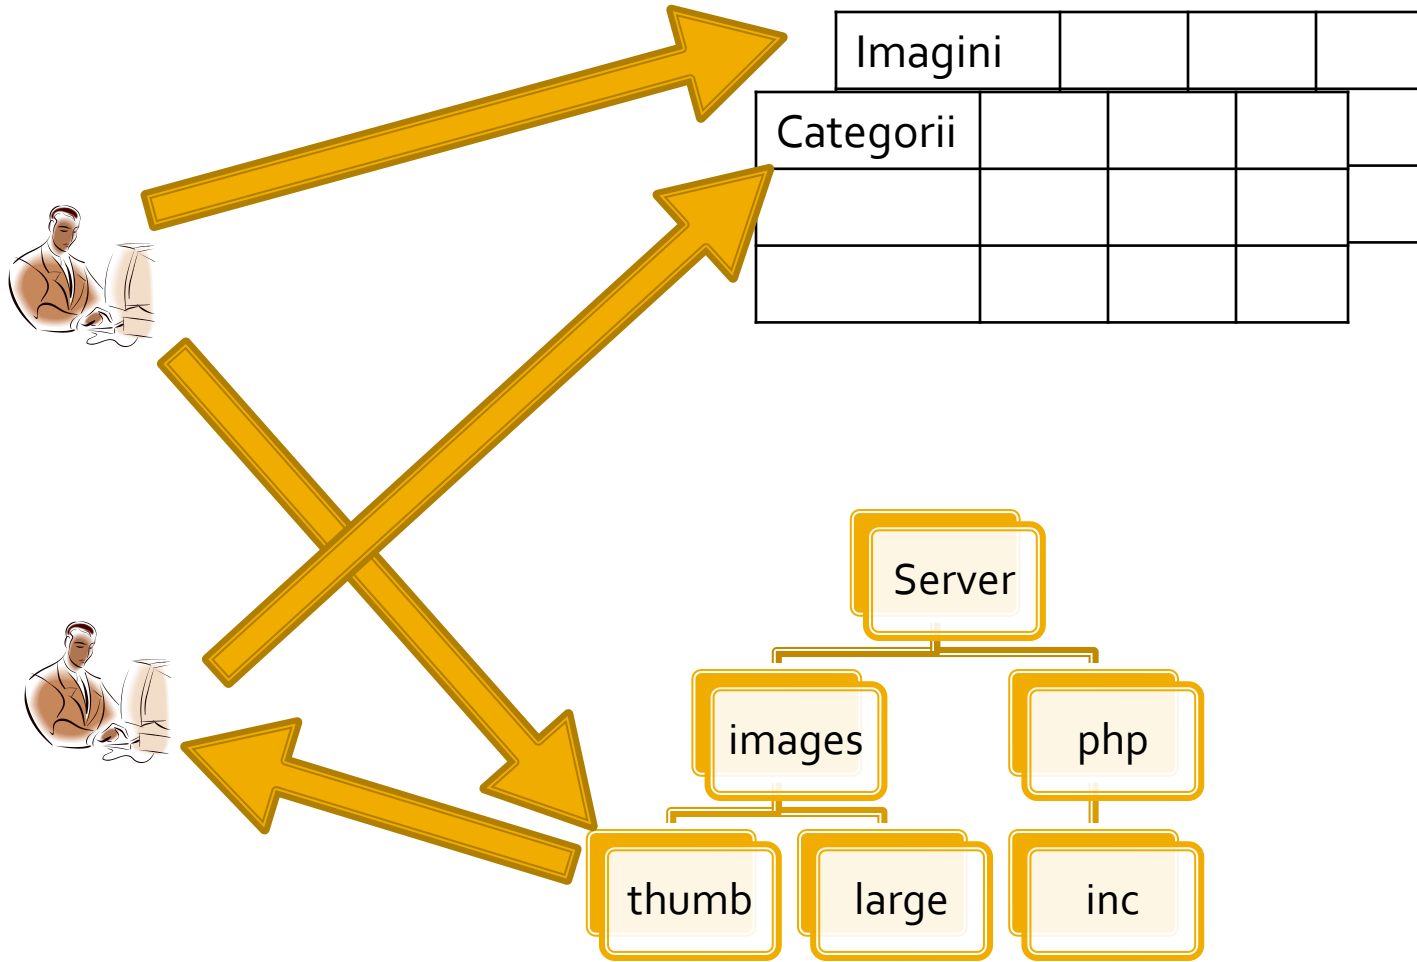 Imagini
Categorii
Server
images
php
thumb
large
inc